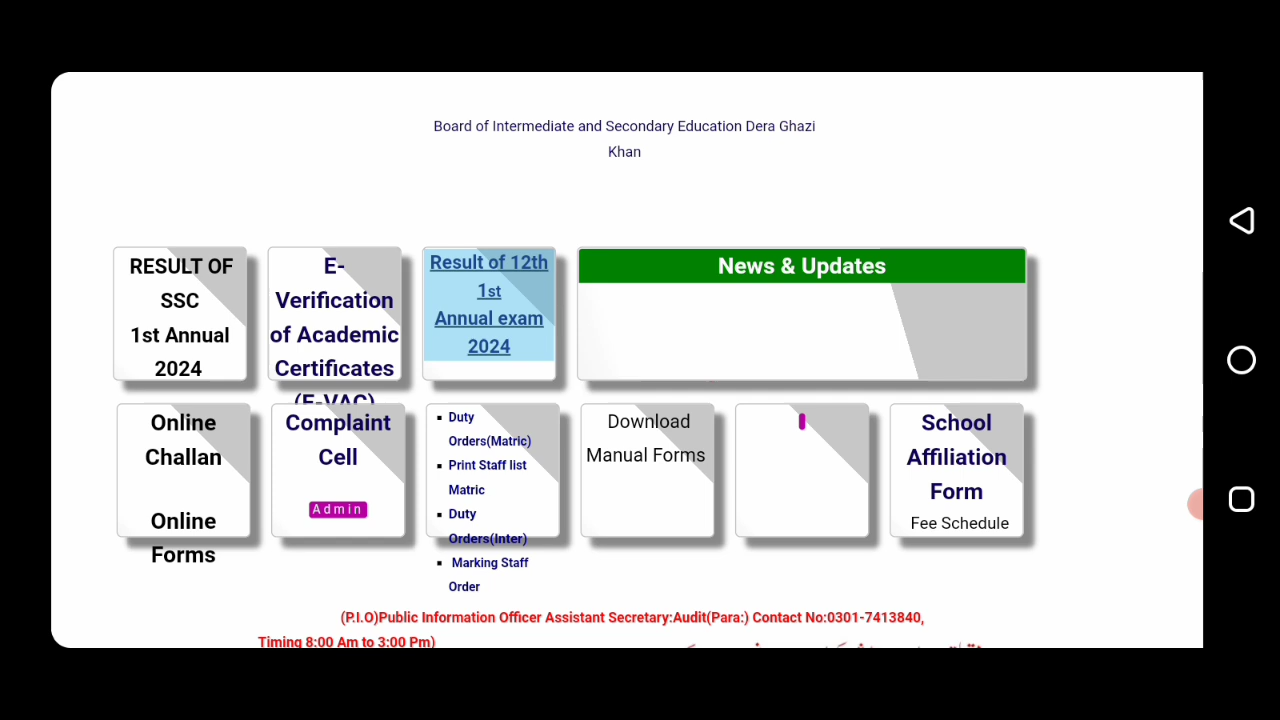 Board of Intermediate and Secondary Education Dera Ghazi
Khan
RESULT OF
SSC
1st Annual
2024
E-
Verification
of Academic
Certificates
(E-VAC)
Result of 12th
1st
Annual exam
2024
News & Updates
Online
Challan
Online
Forms
Complaint
Cell
Admin
▪ Duty
Orders(Matric)
▪ Print Staff list
Matric
▪ Duty
Orders(Inter)
▪ Marking Staff
Order
Download
Manual Forms
School
Affiliation
Form
Fee Schedule
(P.I.O)Public Information Officer Assistant Secretary:Audit(Para:) Contact No:0301-7413840,
Timing 8:00 Am to 3:00 Pm)